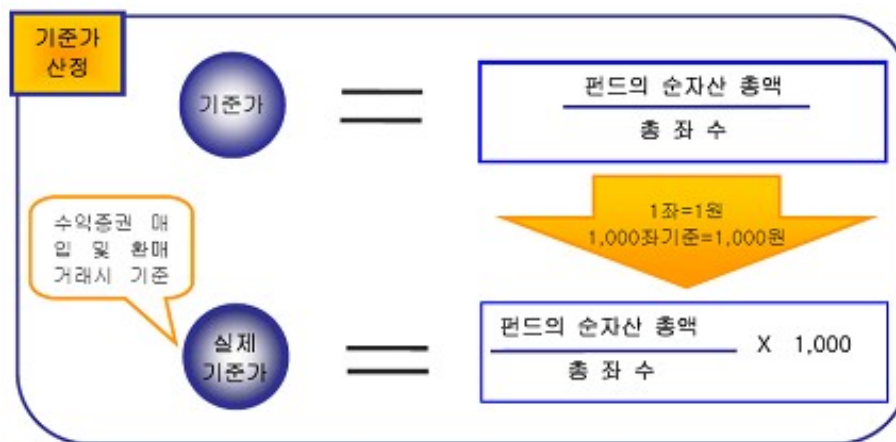 기준가
산정
기준가
펀드의 순자산 총액
총 좌 수
1좌=1원
1,000좌기준=1,000원
수익증권 매
입 및 환매
거래시 기준
실제
기준가
펀드의 순자산 총액
총 좌 수
X 1,000